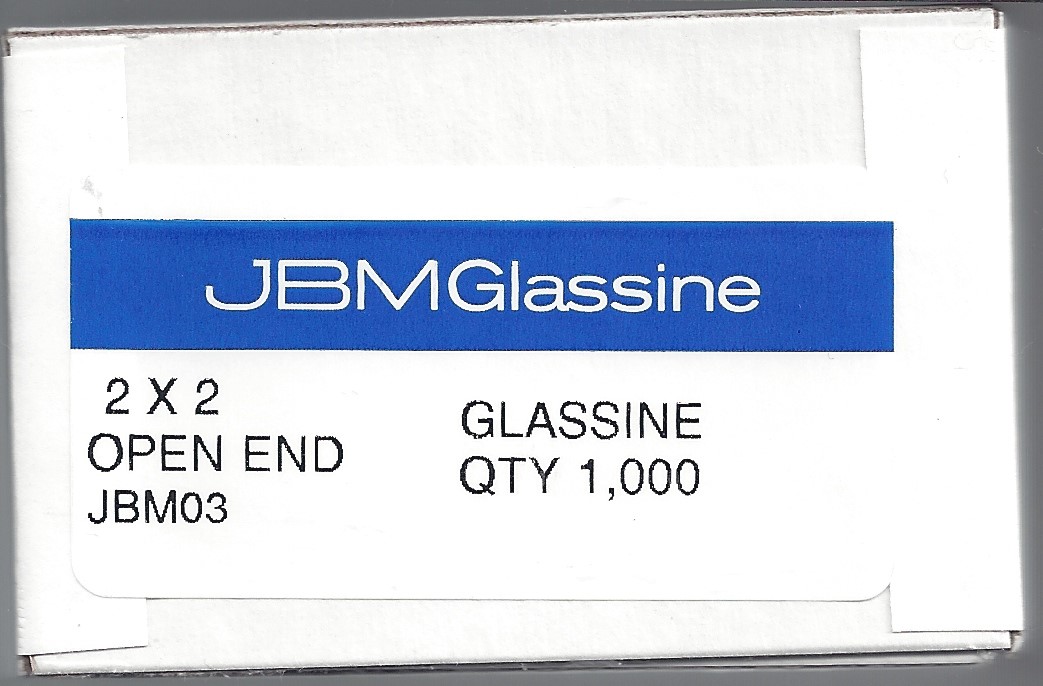 JBMGlassine
2 X 2
OPEN END
JBM03
GLASSINE
QTY 1,000